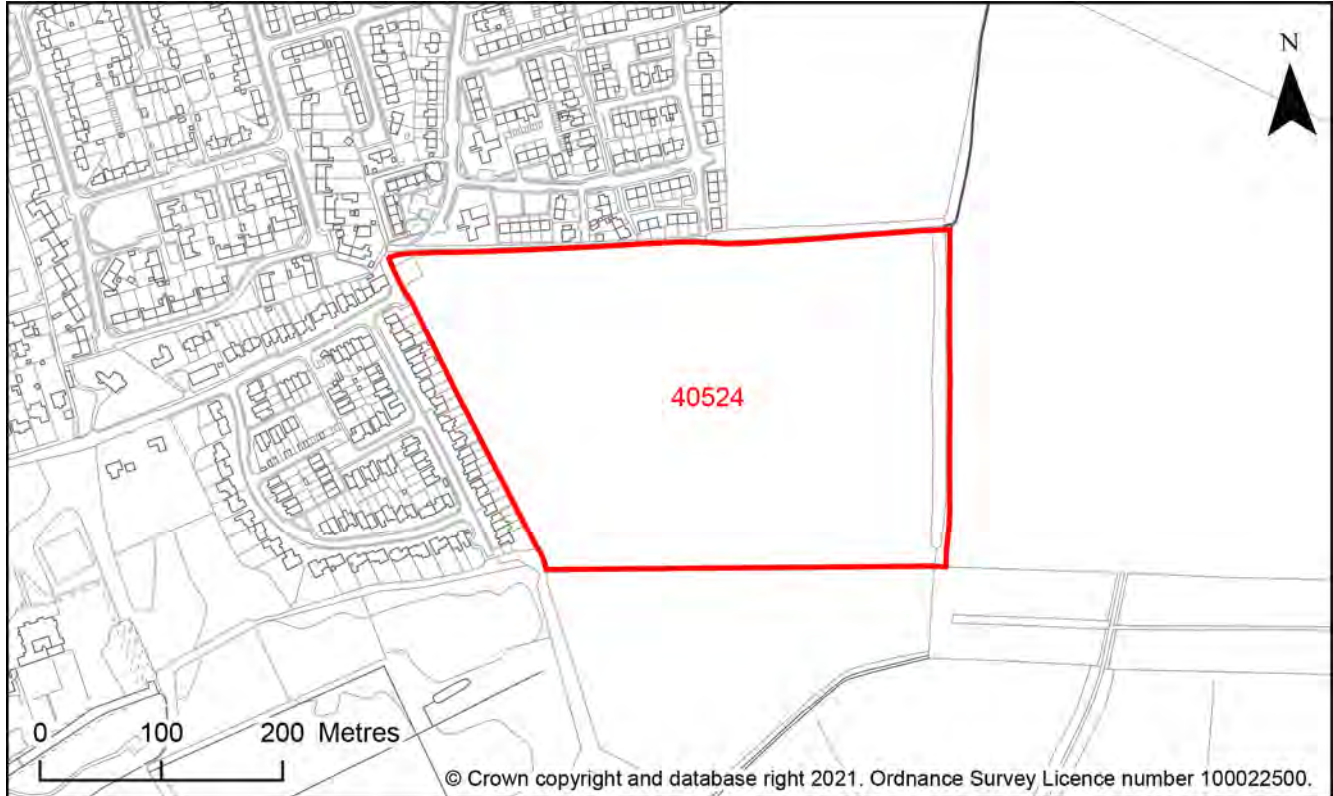 N
40524
0 100 200 Metres
© Crown copyright and database right 2021. Ordnance Survey Licence number 100022500.